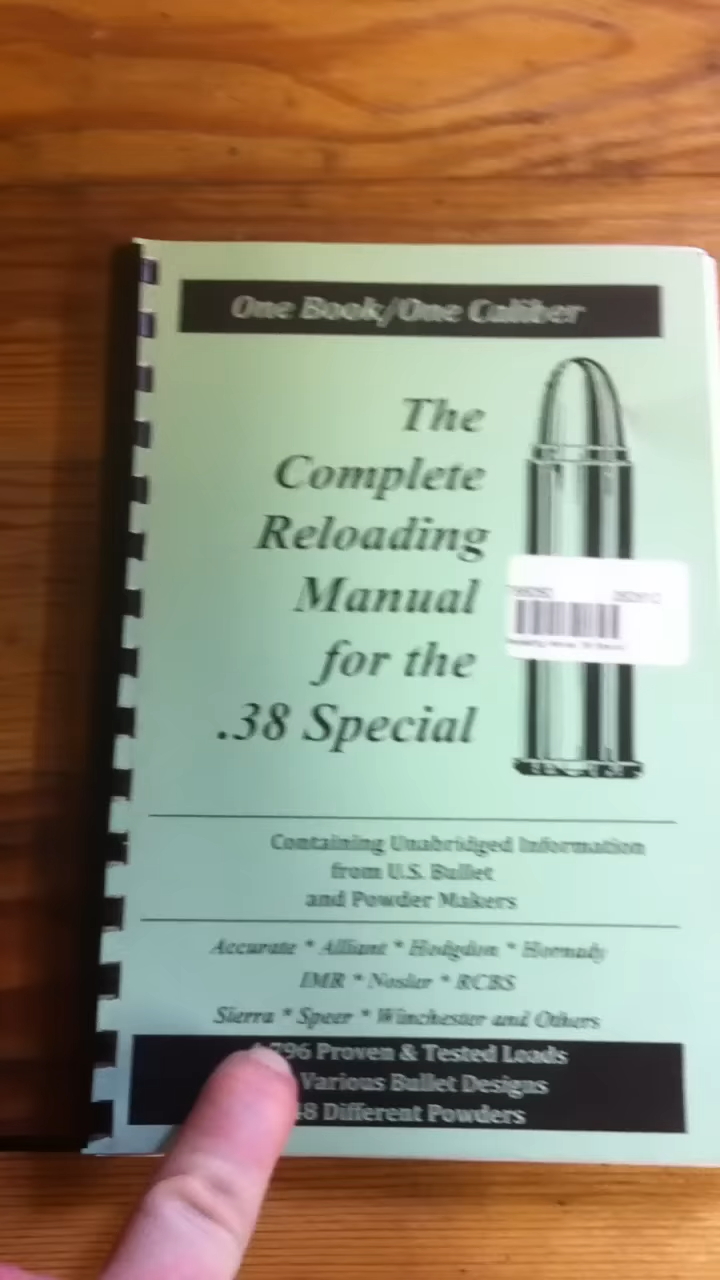 One Book/One Caliber
The
Complete
Reloading
Manual
for the
.38 Special
Containing Unabridged Information
from U.S. Bullet
and Powder Makers
Accurate * Alliant * Hodgdon * Hornady
IMR * Nosler * RCBS
Sierra * Speer * Winchester and Others
Proven & Tested Loads
Various Bullet Designs
Different Powders